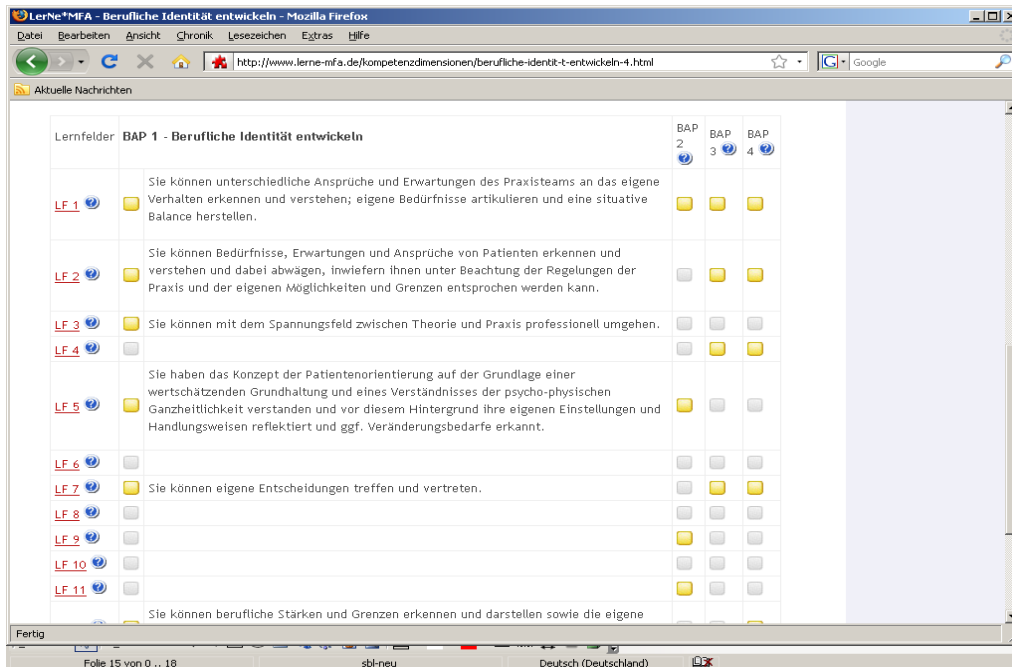 LerNe*MFA - Berufliche Identität entwickeln - Mozilla Firefox
Datei Bearbeiten Ansicht Chronik Lesezeichen Extras Hilfe
http://www.lerne-mfa.de/kompetenzdimensionen/berufliche-identit-t-entwickeln-4.html
G Google
Aktuelle Nachrichten
Lernfelder BAP 1 - Berufliche Identität entwickeln BAP 2 BAP 3 BAP 4
LF 1
Sie können unterschiedliche Ansprüche und Erwartungen des Praxisteams an das eigene
Verhalten erkennen und verstehen; eigene Bedürfnisse artikulieren und eine situative
Balance herstellen.
LF 2
Sie können Bedürfnisse, Erwartungen und Ansprüche von Patienten erkennen und
verstehen und dabei abwägen, inwiefern ihnen unter Beachtung der Regelungen der
Praxis und der eigenen Möglichkeiten und Grenzen entsprochen werden kann.
LF 3 Sie können mit dem Spannungsfeld zwischen Theorie und Praxis professionell umgehen.
LF 4
LF 5
Sie haben das Konzept der Patientenorientierung auf der Grundlage einer
wertschätzenden Grundhaltung und eines Verständnisses der psycho-physischen
Ganzheitlichkeit verstanden und vor diesem Hintergrund ihre eigenen Einstellungen und
Handlungsweisen reflektiert und ggf. Veränderungsbedarfe erkannt.
LF 6
LF 7 Sie können eigene Entscheidungen treffen und vertreten.
LF 8
LF 9
LF 10
LF 11
Sie können berufliche Stärken und Grenzen erkennen und darstellen sowie die eigene
Fertig
Folie 15 von 0 .. 18 sbl-neu Deutsch (Deutschland)